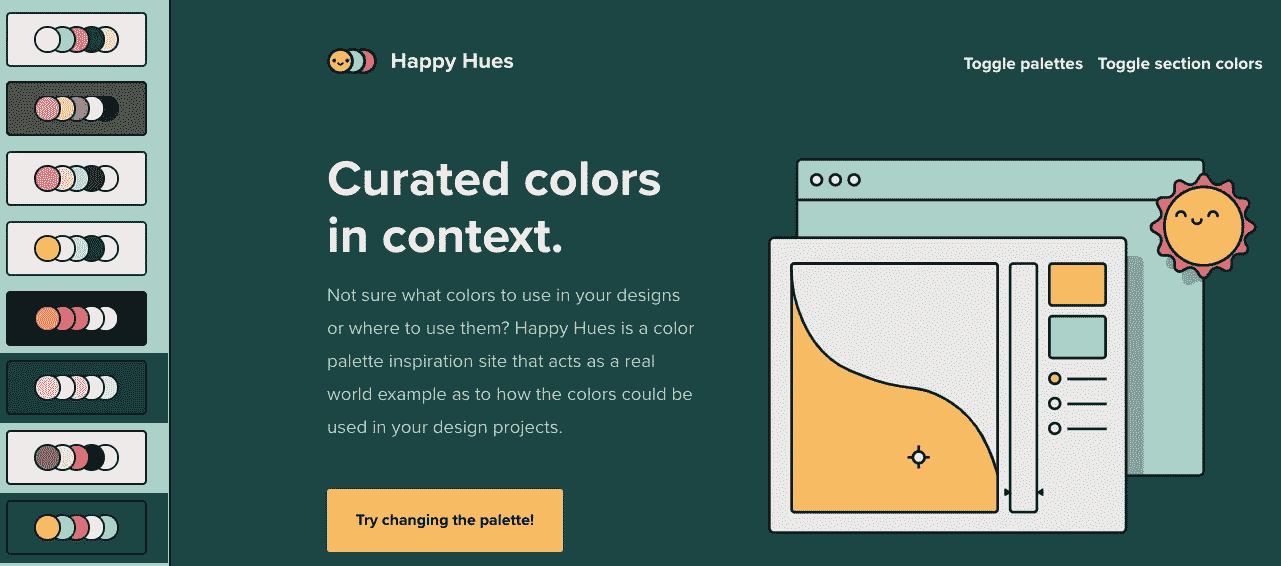 Happy Hues
Toggle palettes Toggle section colors
Curated colors
in context.
Not sure what colors to use in your designs
or where to use them? Happy Hues is a color
palette inspiration site that acts as a real
world example as to how the colors could be
used in your design projects.
Try changing the palette!